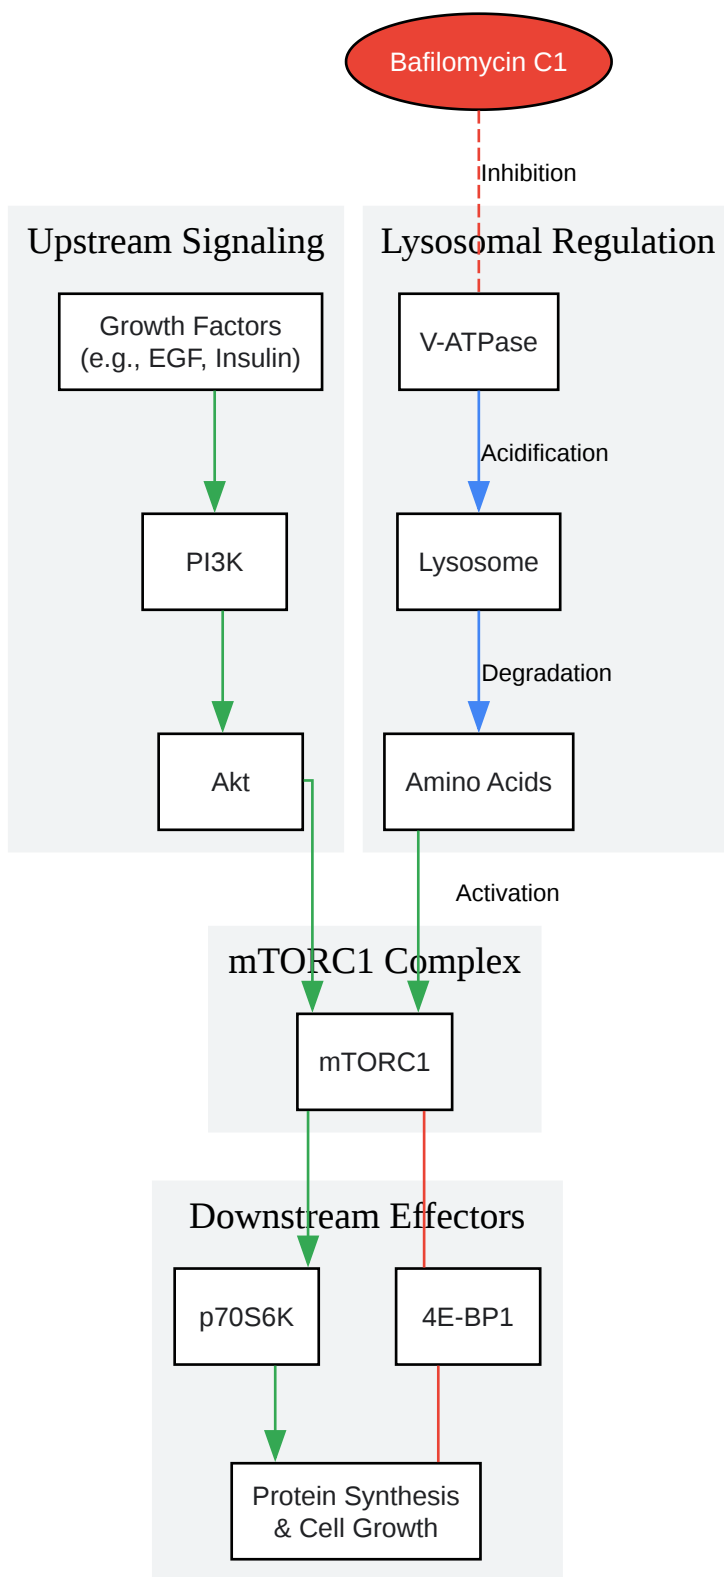 Bafilomycin C1
Inhibition
Upstream Signaling
Lysosomal Regulation
Growth Factors
(e.g., EGF, Insulin)
V-ATPase
Acidification
PI3K
Lysosome
Degradation
Akt
Amino Acids
Activation
mTORC1 Complex
mTORC1
Downstream Effectors
p70S6K
4E-BP1
Protein Synthesis
& Cell Growth